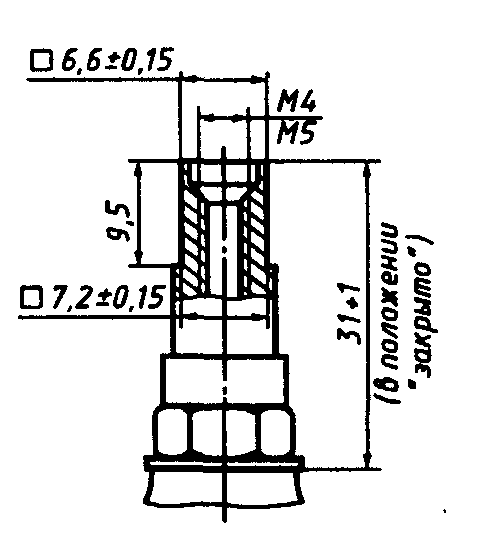 □ 6,6±0,15
M4
M5
9,5
□ 7,2±0,15
31+1
(в положении
"закрыто")